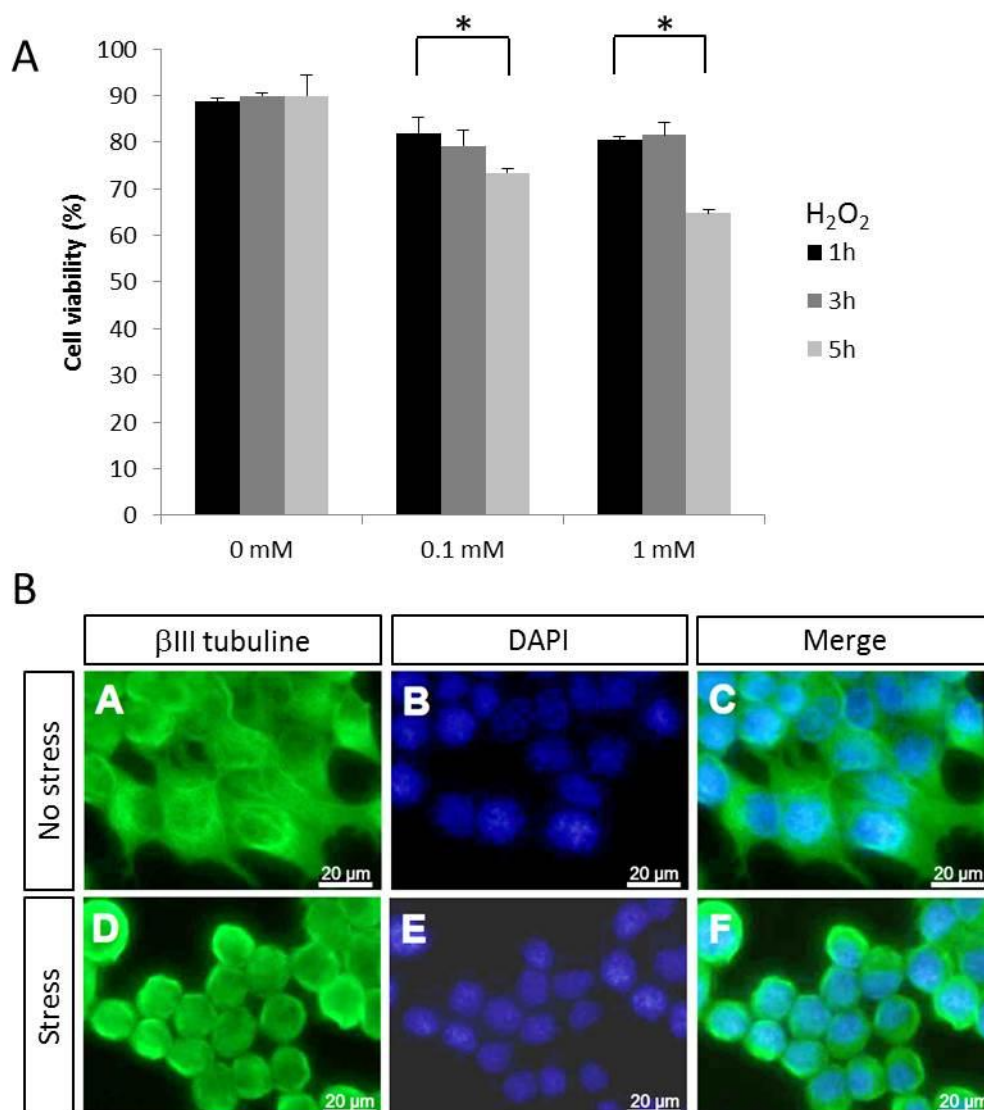 A
*
*
100
90
80
70
60
50
40
30
20
10
0
Cell viability (%)
0 mM
0.1 mM
1 mM
H₂O₂
1h
3h
5h
B
βIII tubuline
DAPI
Merge
No stress
A
20 µm
B
20 µm
C
20 µm
Stress
D
20 µm
E
20 µm
F
20 µm